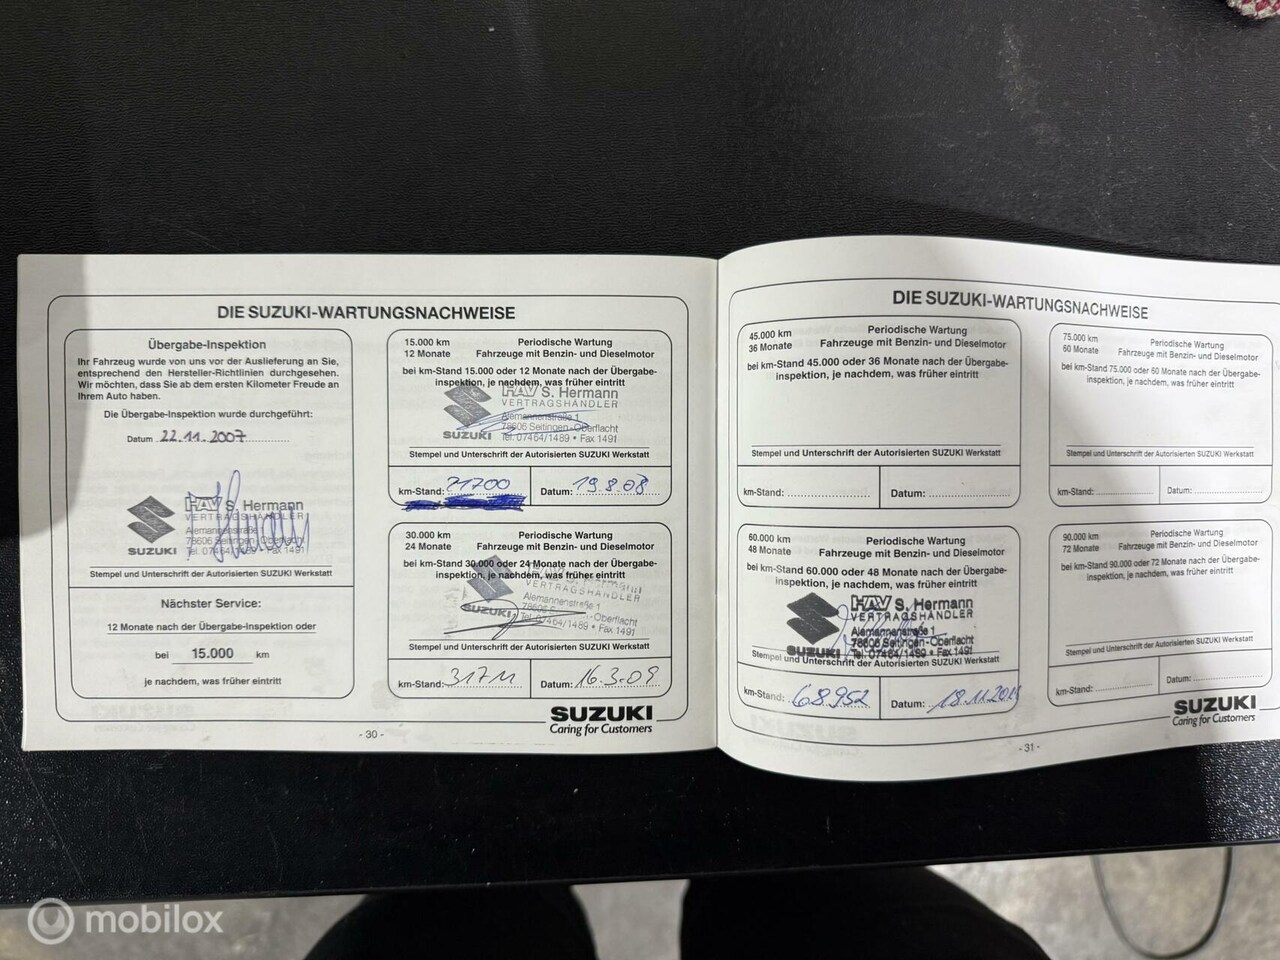 DIE SUZUKI-WARTUNGSNACHWEISE
Übergabe-Inspektion
Ihr Fahrzeug wurde von uns vor der Auslieferung an Sie,
entsprechend den Hersteller-Richtlinien durchgesehen.
Wir möchten, dass Sie ab dem ersten Kilometer Freude an
Ihrem Auto haben.
Die Übergabe-Inspektion wurde durchgeführt:
Datum 22.11.2007
HAV S. Hermann
VERTRAGSHÄNDLER
Alemannenstraße
78606 Seitingen-Oberflacht
Tel. 07464/1489 • Fax 1491
SUZUKI
Stempel und Unterschrift der Autorisierten SUZUKI Werkstatt
Nächster Service:
12 Monate nach der Übergabe-Inspektion oder
bei 15.000 km
je nachdem, was früher eintritt
15.000 km
12 Monate
Periodische Wartung
Fahrzeuge mit Benzin- und Dieselmotor
bei km-Stand 15.000 oder 12 Monate nach der Übergabe-
inspektion, je nachdem, was früher eintritt
HAV S. Hermann
VERTRAGSHÄNDLER
Alemannenstraße 1
78606 Seitingen-Oberflacht
Tel. 07464/1489 • Fax 1491
SUZUKI
Stempel und Unterschrift der Autorisierten SUZUKI Werkstatt
km-Stand: 21700 Datum: 19.8.08
30.000 km
24 Monate
Periodische Wartung
Fahrzeuge mit Benzin- und Dieselmotor
bei km-Stand 30.000 oder 24 Monate nach der Übergabe-
inspektion, je nachdem, was früher eintritt
Hermann
VERTRAGSHÄNDLER
Alemannenstraße 1
78606 S -Oberflacht
Tel. 07464/1489 • Fax 1491
SUZUKI
Stempel und Unterschrift der Autorisierten SUZUKI Werkstatt
km-Stand: 31711 Datum: 16.3.09
SUZUKI
Caring for Customers
- 30 -
DIE SUZUKI-WARTUNGSNACHWEISE
45.000 km
36 Monate
Periodische Wartung
Fahrzeuge mit Benzin- und Dieselmotor
bei km-Stand 45.000 oder 36 Monate nach der Übergabe-
inspektion, je nachdem, was früher eintritt
Stempel und Unterschrift der Autorisierten SUZUKI Werkstatt
km-Stand: Datum:
60.000 km
48 Monate
Periodische Wartung
Fahrzeuge mit Benzin- und Dieselmotor
bei km-Stand 60.000 oder 48 Monate nach der Übergabe-
inspektion, je nachdem, was früher eintritt
HAV S. Hermann
VERTRAGSHÄNDLER
Alemannenstraße 1
78606 Seitingen-Oberflacht
Tel. 07464/1489 • Fax 1491
SUZUKI
Stempel und Unterschrift der Autorisierten SUZUKI Werkstatt
km-Stand: 68.952 Datum: 18.11.
75.000 km
60 Monate
Periodische Wartung
Fahrzeuge mit Benzin- und Dieselmotor
bei km-Stand 75.000 oder 60 Monate nach der Übergabe-
inspektion, je nachdem, was früher eintritt
Stempel und Unterschrift der Autorisierten SUZUKI Werkstatt
km-Stand: Datum:
90.000 km
72 Monate
Periodische Wartung
Fahrzeuge mit Benzin- und Dieselmotor
bei km-Stand 90.000 oder 72 Monate nach der Übergabe-
inspektion, je nachdem, was früher eintritt
Stempel und Unterschrift der Autorisierten SUZUKI Werkstatt
km-Stand: Datum:
SUZUKI
Caring for Customers
- 31 -
mobilox